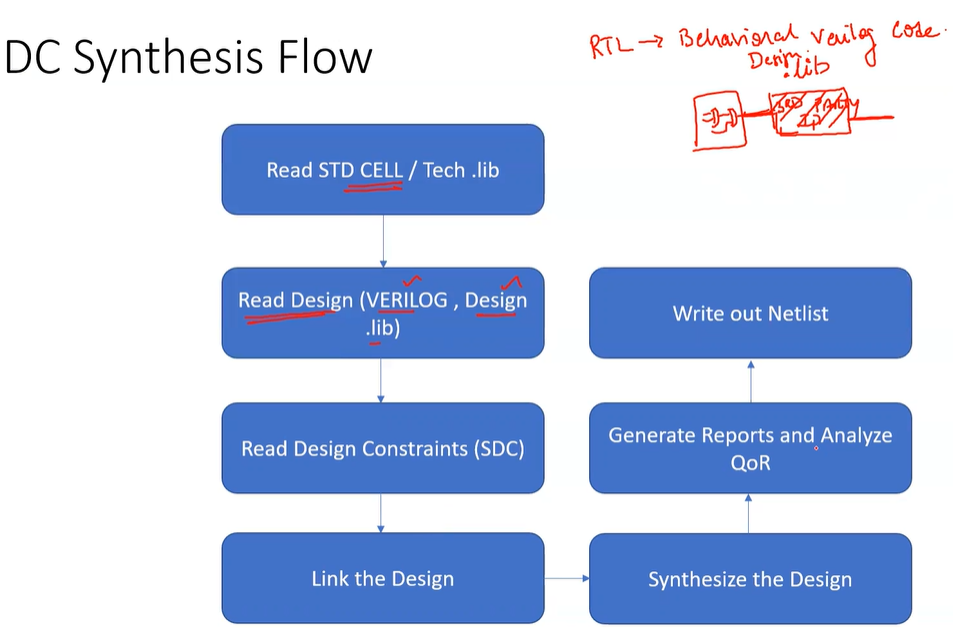 DC Synthesis Flow
RTL → Behavioral Verilog Code.
Design
.lib
3RD PARTY
IP
Read STD CELL / Tech .lib
Read Design (VERILOG , Design
.lib)
Read Design Constraints (SDC)
Link the Design
Write out Netlist
Generate Reports and Analyze
QoR
Synthesize the Design